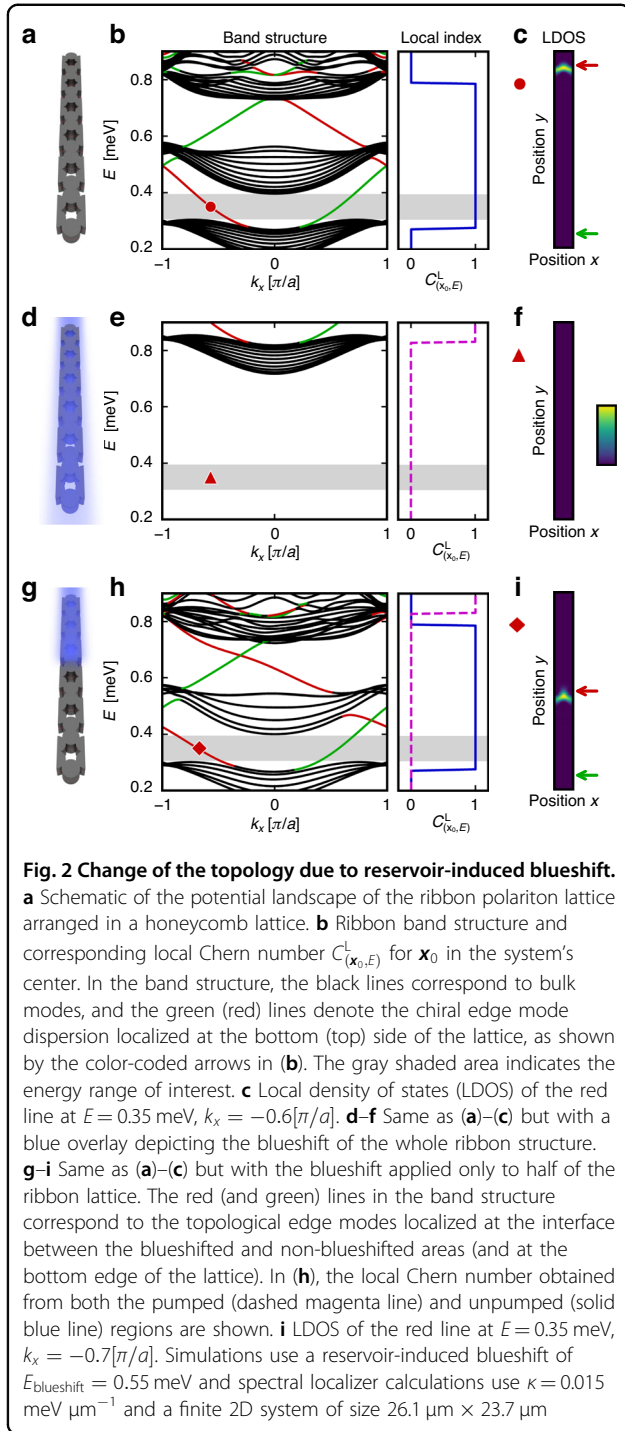 a
b
Band structure
Local index
c
LDOS
0.8
0.6
0.4
0.2
E [meV]
−1
0
1
k_x [π/a]
0
1
C^L_(x₀,E)
Position y
Position x
d
e
f
0.8
0.6
0.4
0.2
E [meV]
−1
0
1
k_x [π/a]
0
1
C^L_(x₀,E)
Position y
Position x
g
h
i
0.8
0.6
0.4
0.2
E [meV]
−1
0
1
k_x [π/a]
0
1
C^L_(x₀,E)
Position y
Position x
Fig. 2 Change of the topology due to reservoir-induced blueshift.
a Schematic of the potential landscape of the ribbon polariton lattice
arranged in a honeycomb lattice. b Ribbon band structure and
corresponding local Chern number C^L_(x₀,E) for x₀ in the system's
center. In the band structure, the black lines correspond to bulk
modes, and the green (red) lines denote the chiral edge mode
dispersion localized at the bottom (top) side of the lattice, as shown
by the color-coded arrows in (b). The gray shaded area indicates the
energy range of interest. c Local density of states (LDOS) of the red
line at E = 0.35 meV, k_x = −0.6[π/a]. d–f Same as (a)–(c) but with a
blue overlay depicting the blueshift of the whole ribbon structure.
g–i Same as (a)–(c) but with the blueshift applied only to half of the
ribbon lattice. The red (and green) lines in the band structure
correspond to the topological edge modes localized at the interface
between the blueshifted and non-blueshifted areas (and at the
bottom edge of the lattice). In (h), the local Chern number obtained
from both the pumped (dashed magenta line) and unpumped (solid
blue line) regions are shown. i LDOS of the red line at E = 0.35 meV,
k_x = −0.7[π/a]. Simulations use a reservoir-induced blueshift of
E_blueshift = 0.55 meV and spectral localizer calculations use κ = 0.015
meV μm⁻¹ and a finite 2D system of size 26.1 μm × 23.7 μm